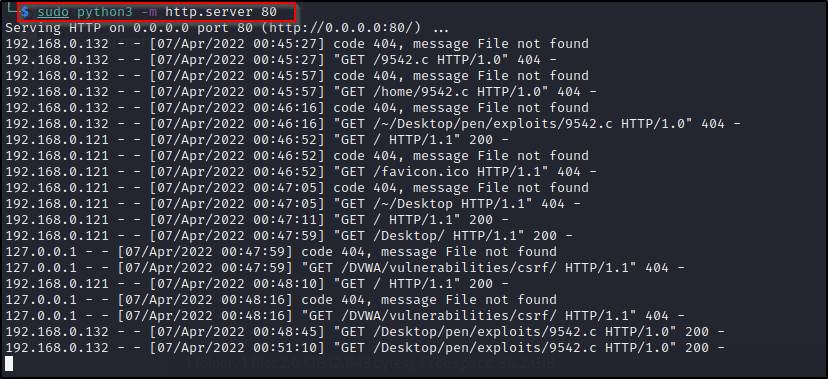 └─$ sudo python3 -m http.server 80
Serving HTTP on 0.0.0.0 port 80 (http://0.0.0.0:80/) ...
192.168.0.132 - - [07/Apr/2022 00:45:27] code 404, message File not found
192.168.0.132 - - [07/Apr/2022 00:45:27] "GET /9542.c HTTP/1.0" 404 -
192.168.0.132 - - [07/Apr/2022 00:45:57] code 404, message File not found
192.168.0.132 - - [07/Apr/2022 00:45:57] "GET /home/9542.c HTTP/1.0" 404 -
192.168.0.132 - - [07/Apr/2022 00:46:16] code 404, message File not found
192.168.0.132 - - [07/Apr/2022 00:46:16] "GET /~/Desktop/pen/exploits/9542.c HTTP/1.0" 404 -
192.168.0.121 - - [07/Apr/2022 00:46:52] "GET / HTTP/1.1" 200 -
192.168.0.121 - - [07/Apr/2022 00:46:52] code 404, message File not found
192.168.0.121 - - [07/Apr/2022 00:46:52] "GET /favicon.ico HTTP/1.1" 404 -
192.168.0.121 - - [07/Apr/2022 00:47:05] code 404, message File not found
192.168.0.121 - - [07/Apr/2022 00:47:05] "GET /~/Desktop HTTP/1.1" 404 -
192.168.0.121 - - [07/Apr/2022 00:47:11] "GET / HTTP/1.1" 200 -
192.168.0.121 - - [07/Apr/2022 00:47:59] "GET /Desktop/ HTTP/1.1" 200 -
127.0.0.1 - - [07/Apr/2022 00:47:59] code 404, message File not found
127.0.0.1 - - [07/Apr/2022 00:47:59] "GET /DVWA/vulnerabilities/csrf/ HTTP/1.1" 404 -
192.168.0.121 - - [07/Apr/2022 00:48:10] "GET / HTTP/1.1" 200 -
127.0.0.1 - - [07/Apr/2022 00:48:16] code 404, message File not found
127.0.0.1 - - [07/Apr/2022 00:48:16] "GET /DVWA/vulnerabilities/csrf/ HTTP/1.1" 404 -
192.168.0.132 - - [07/Apr/2022 00:48:45] "GET /Desktop/pen/exploits/9542.c HTTP/1.0" 200 -
192.168.0.132 - - [07/Apr/2022 00:51:10] "GET /Desktop/pen/exploits/9542.c HTTP/1.0" 200 -